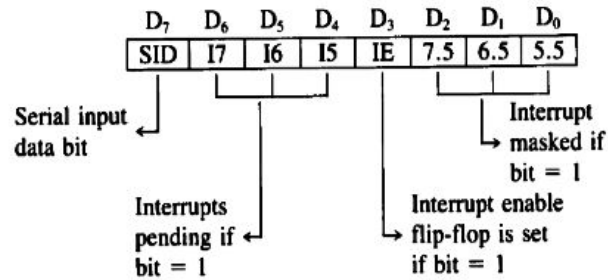 D₇ D₆ D₅ D₄ D₃ D₂ D₁ D₀
SID I7 I6 I5 IE 7.5 6.5 5.5
Serial input
data bit
Interrupts
pending if
bit = 1
Interrupt enable
flip-flop is set
if bit = 1
Interrupt
masked if
bit = 1